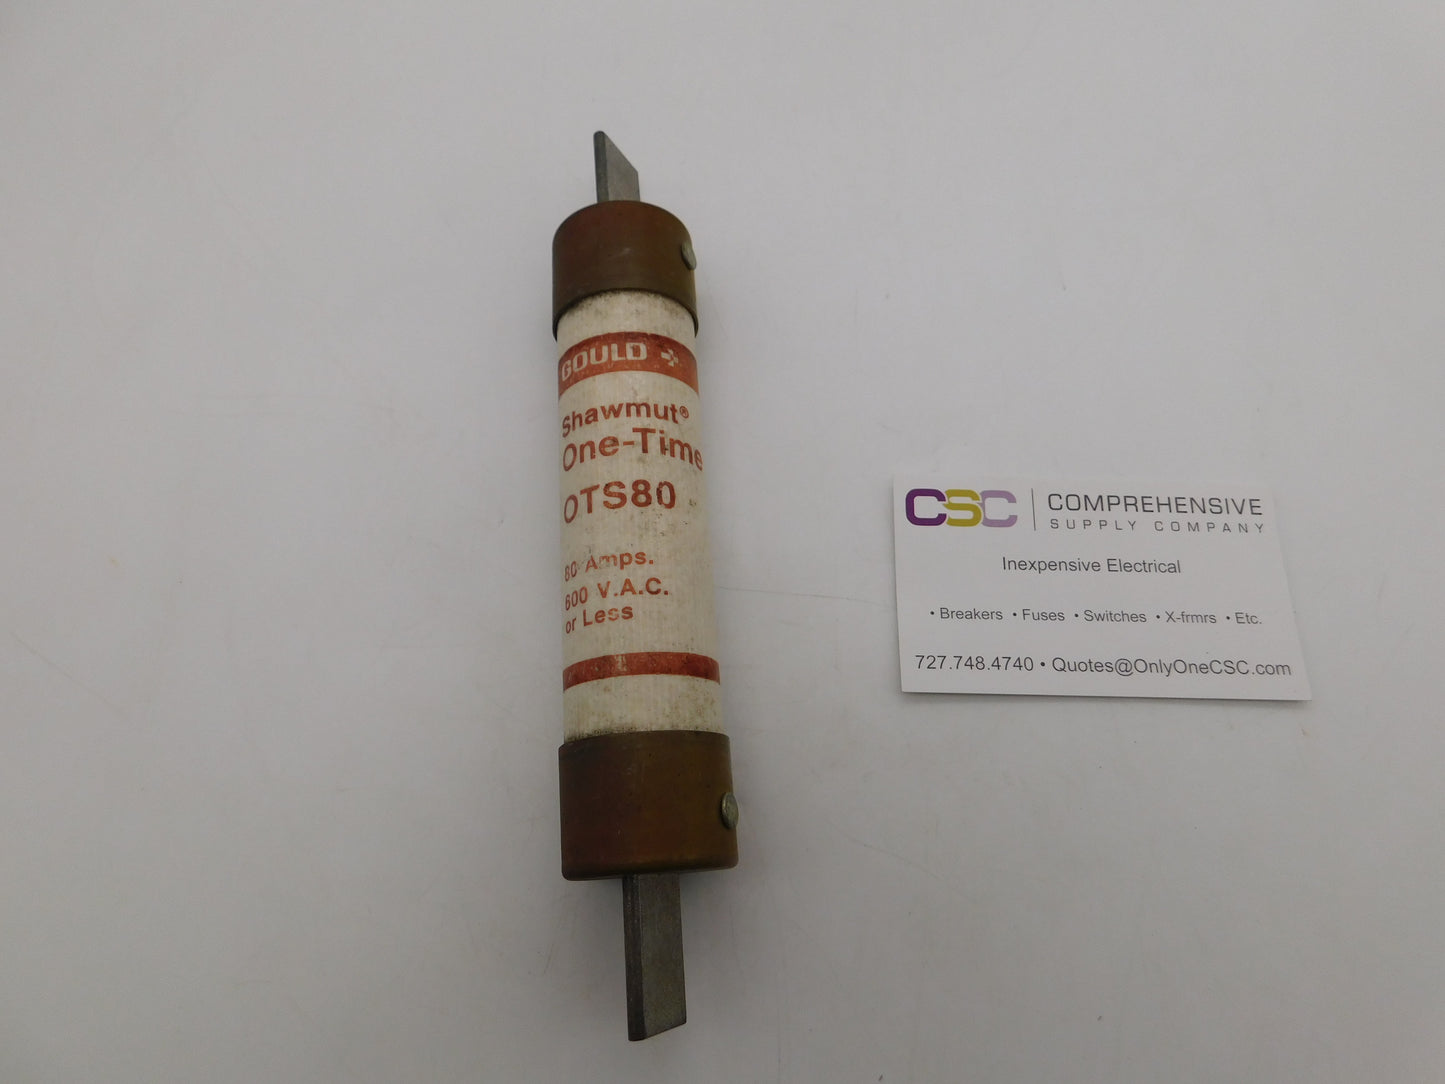 GOULD
Shawmut®
One-Time
OTS80
80 Amps.
600 V.A.C.
or Less
CSC
COMPREHENSIVE
SUPPLY COMPANY
Inexpensive Electrical
• Breakers • Fuses • Switches • X-frmrs • Etc.
727.748.4740 • Quotes@OnlyOneCSC.com